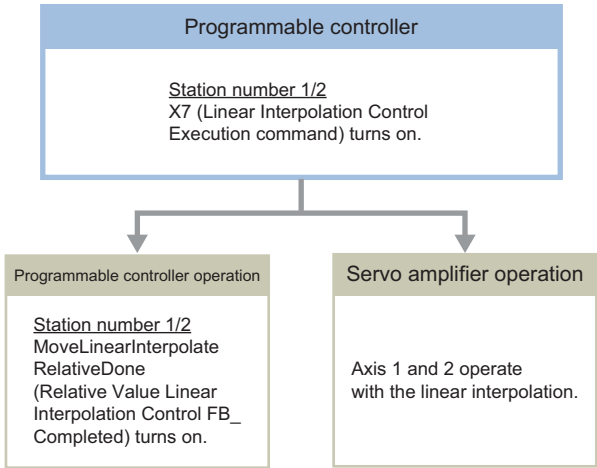 Programmable controller
Station number 1/2
X7 (Linear Interpolation Control
Execution command) turns on.
Programmable controller operation
Station number 1/2
MoveLinearInterpolate
RelativeDone
(Relative Value Linear
Interpolation Control FB_
Completed) turns on.
Servo amplifier operation
Axis 1 and 2 operate
with the linear interpolation.